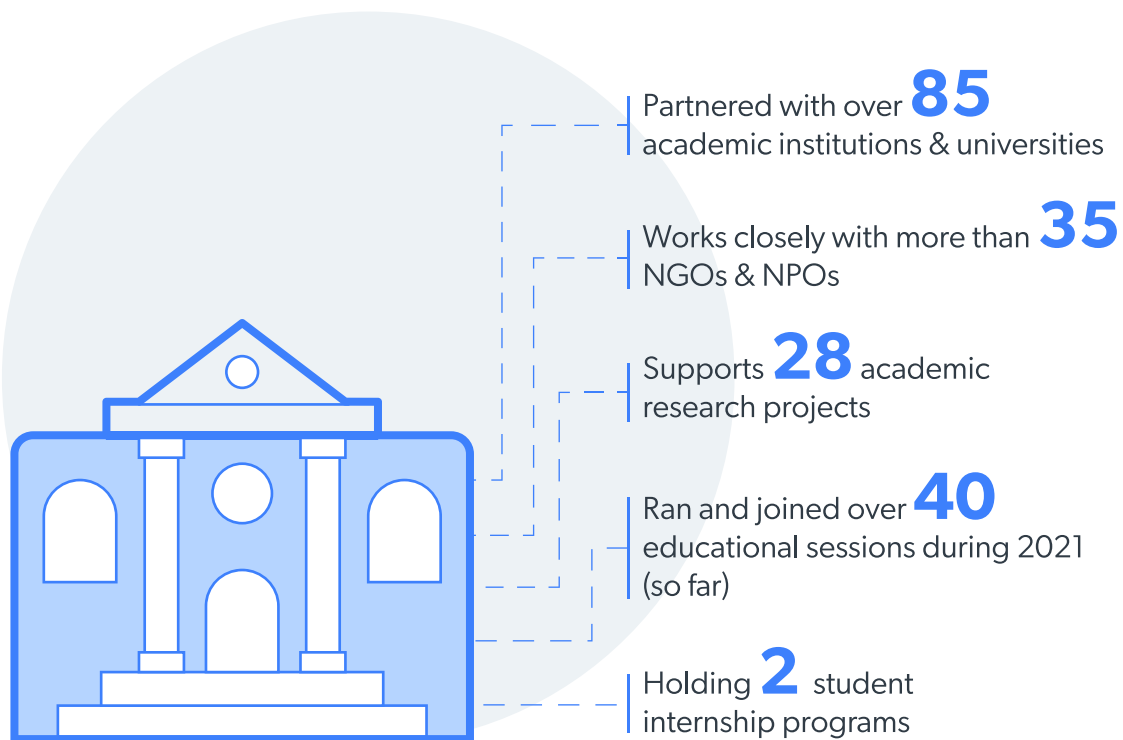 Partnered with over 85
academic institutions & universities
Works closely with more than 35
NGOs & NPOs
Supports 28 academic
research projects
Ran and joined over 40
educational sessions during 2021
(so far)
Holding 2 student
internship programs